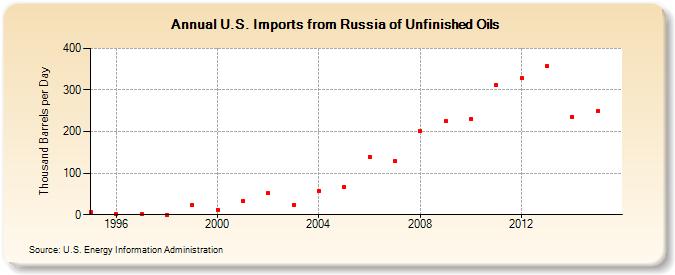 Annual U.S. Imports from Russia of Unfinished Oils
Thousand Barrels per Day
400
300
200
100
0
1996 2000 2004 2008 2012
Source: U.S. Energy Information Administration